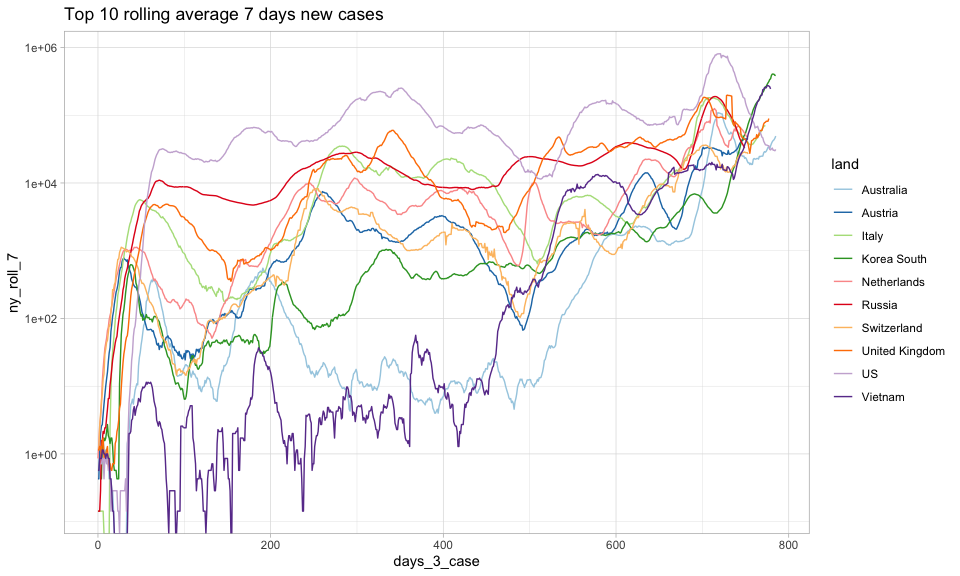 Top 10 rolling average 7 days new cases
1e+06
1e+04
1e+02
1e+00
ny_roll_7
0
200
400
600
800
days_3_case
land
Australia
Austria
Italy
Korea South
Netherlands
Russia
Switzerland
United Kingdom
US
Vietnam